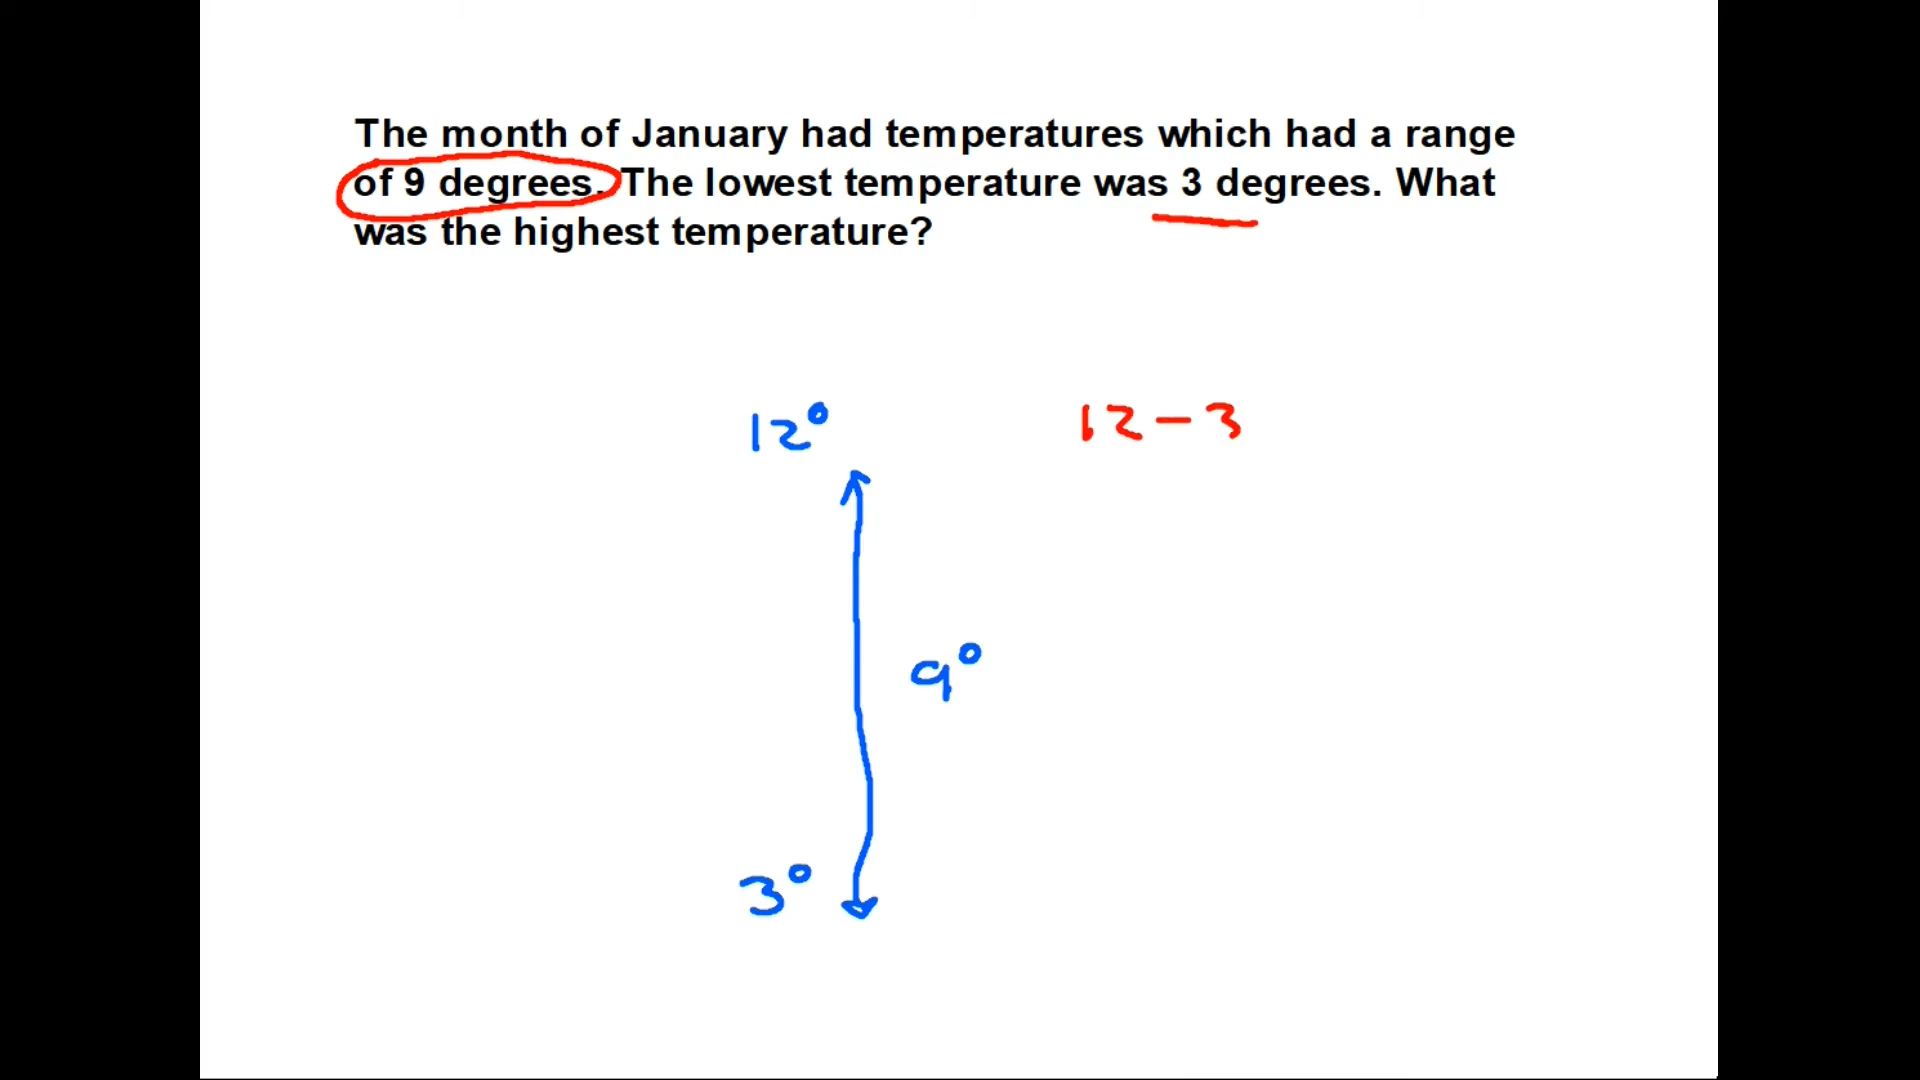 The month of January had temperatures which had a range
of 9 degrees. The lowest temperature was 3 degrees. What
was the highest temperature?
12° 12 - 3
9°
3°